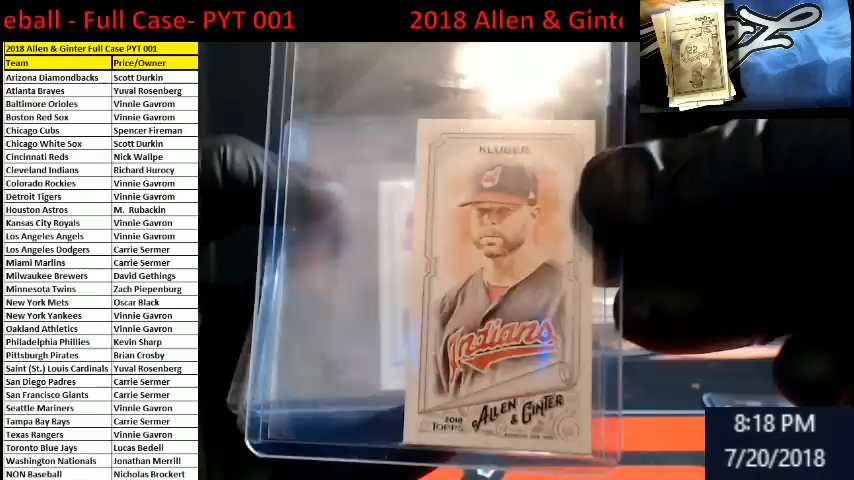 eball - Full Case- PYT 001
2018 Allen & Ginte
2018 Allen & Ginter Full Case PYT 001
Team Price/Owner
Arizona Diamondbacks Scott Durkin
Atlanta Braves Yuval Rosenberg
Baltimore Orioles Vinnie Gavrom
Boston Red Sox Vinnie Gavrom
Chicago Cubs Spencer Fireman
Chicago White Sox Scott Durkin
Cincinnati Reds Nick Wallpe
Cleveland Indians Richard Hurocy
Colorado Rockies Vinnie Gavrom
Detroit Tigers Vinnie Gavrom
Houston Astros M. Rubackin
Kansas City Royals Vinnie Gavron
Los Angeles Angels Vinnie Gavrom
Los Angeles Dodgers Carrie Sermer
Miami Marlins Carrie Sermer
Milwaukee Brewers David Gethings
Minnesota Twins Zach Piepenburg
New York Mets Oscar Black
New York Yankees Vinnie Gavron
Oakland Athletics Vinnie Gavron
Philadelphia Phillies Kevin Sharp
Pittsburgh Pirates Brian Crosby
Saint (St.) Louis Cardinals Yuval Rosenberg
San Diego Padres Carrie Sermer
San Francisco Giants Carrie Sermer
Seattle Mariners Vinnie Gavron
Tampa Bay Rays Carrie Sermer
Texas Rangers Vinnie Gavron
Toronto Blue Jays Lucas Bedell
Washington Nationals Jonathan Merrill
NON Baseball Nicholas Brockert
KLUBER
Indians
2018 TOPPS ALLEN & GINTER
8:18 PM
7/20/2018